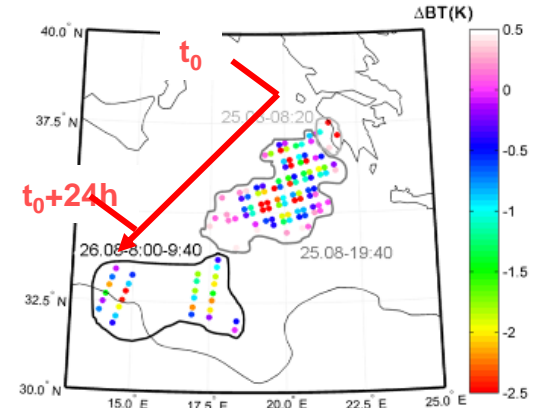 ΔBT(K)
40.0° N
37.5° N
32.5° N
30.0° N
t0
25.08-08:20
t0+24h
26.08-8:00-9:40
25.08-19:40
15.0° E
17.5° E
20.0° E
22.5° E
25.0° E
0.5
0
-0.5
-1
-1.5
-2
-2.5